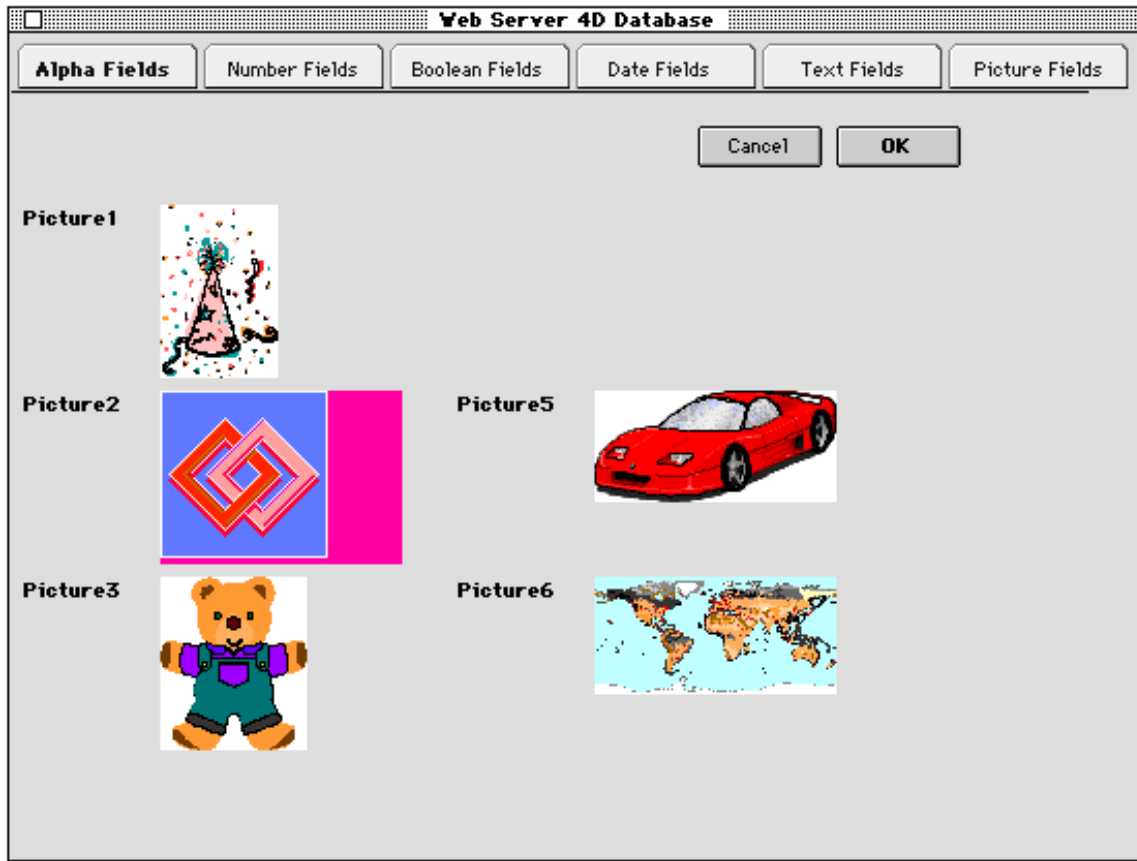 Web Server 4D Database
Alpha Fields Number Fields Boolean Fields Date Fields Text Fields Picture Fields
Cancel OK
Picture1
Picture2 Picture5
Picture3 Picture6